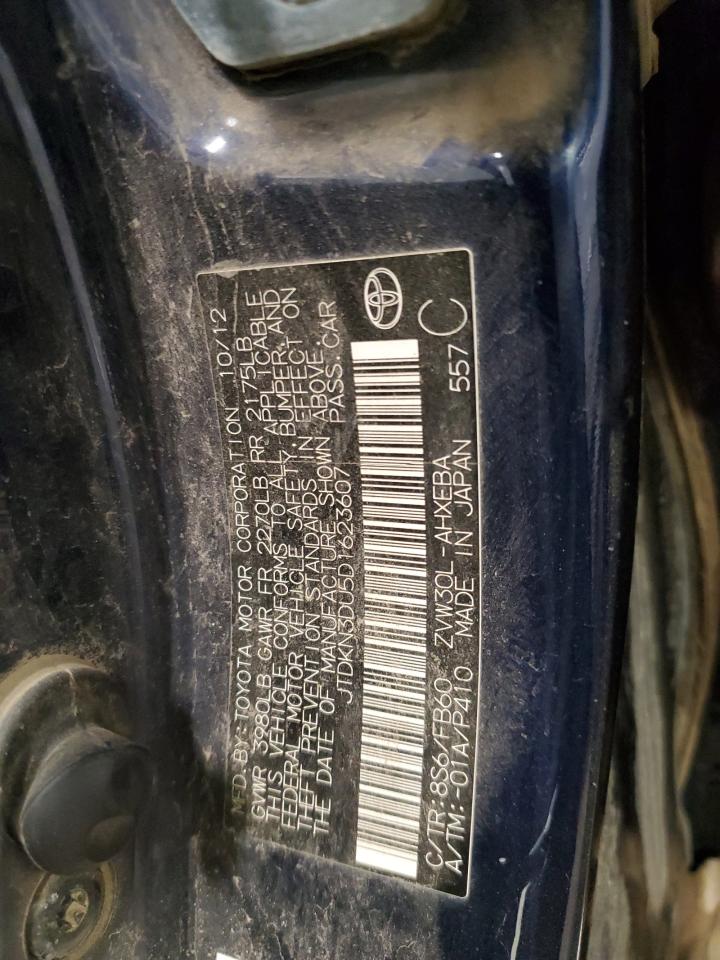 MFD. BY: TOYOTA MOTOR CORPORATION 10/12
GVWR 3980LB GAWR FR 2270LB RR 2175LB
THIS VEHICLE CONFORMS TO ALL APPLICABLE
FEDERAL MOTOR VEHICLE SAFETY, BUMPER, AND
THEFT PREVENTION STANDARDS IN EFFECT ON
THE DATE OF MANUFACTURE SHOWN ABOVE.
JTDKN3DU5D1623607 PASS. CAR
C/TR: 8S6/FB60 ZVW30L-AHXEBA
A/TM: -01A/P410 MADE IN JAPAN 557 C